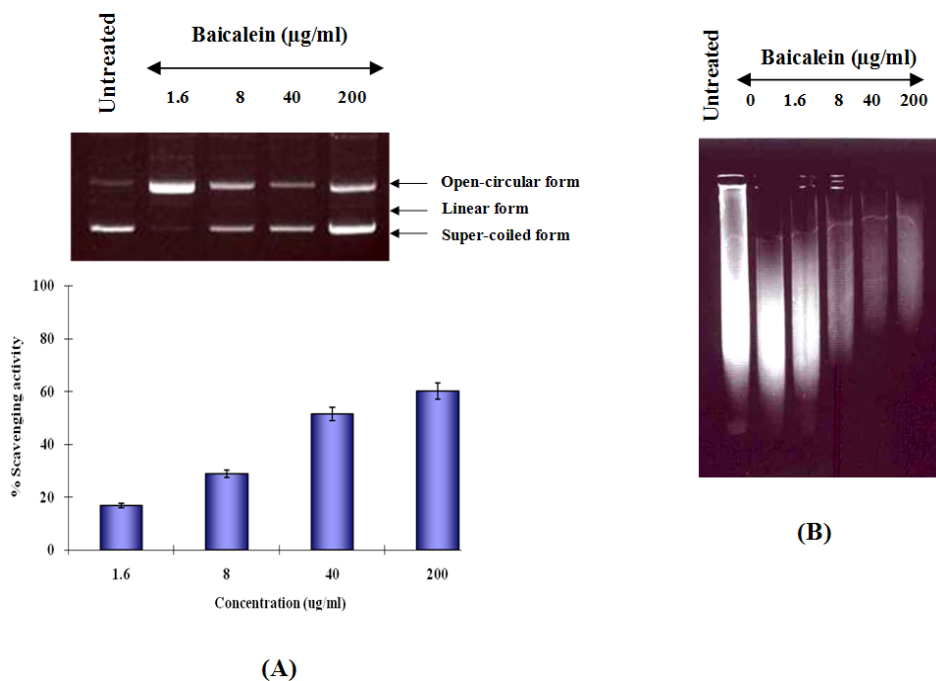 Untreated
Baicalein (µg/ml)
1.6 8 40 200
Open-circular form
Linear form
Super-coiled form
100
80
60
40
20
0
% Scavenging activity
1.6 8 40 200
Concentration (ug/ml)
(A)
Untreated
Baicalein (µg/ml)
0 1.6 8 40 200
(B)